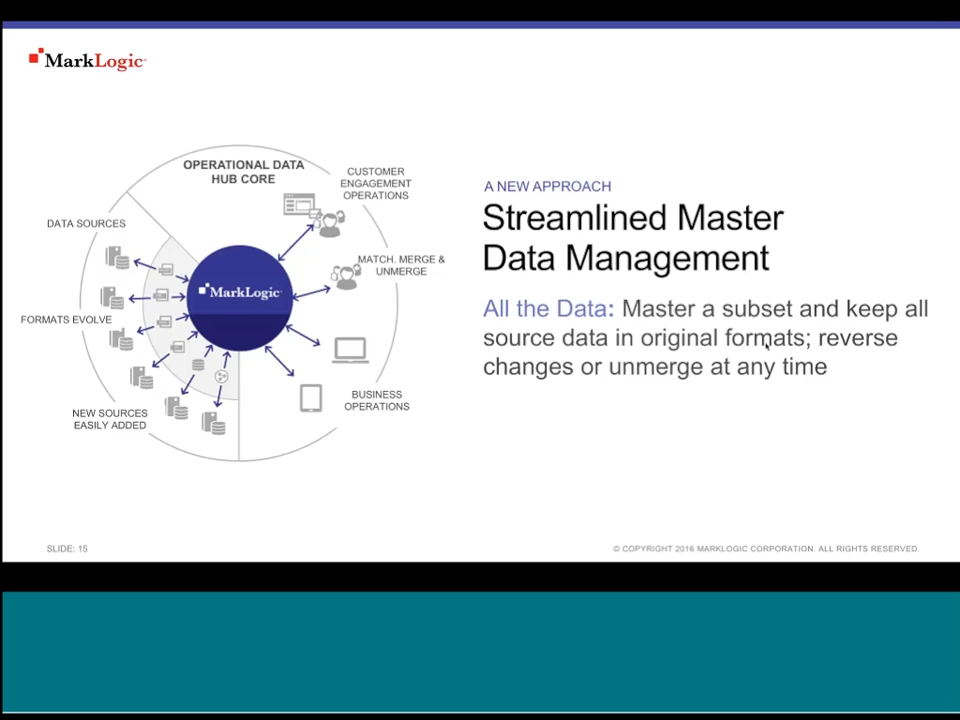 MarkLogic
OPERATIONAL DATA
HUB CORE
CUSTOMER
ENGAGEMENT
OPERATIONS
DATA SOURCES
MATCH. MERGE &
UNMERGE
MarkLogic
FORMATS EVOLVE
NEW SOURCES
EASILY ADDED
BUSINESS
OPERATIONS
A NEW APPROACH
Streamlined Master
Data Management
All the Data: Master a subset and keep all
source data in original formats; reverse
changes or unmerge at any time
SLIDE: 15
© COPYRIGHT 2016 MARKLOGIC CORPORATION. ALL RIGHTS RESERVED.